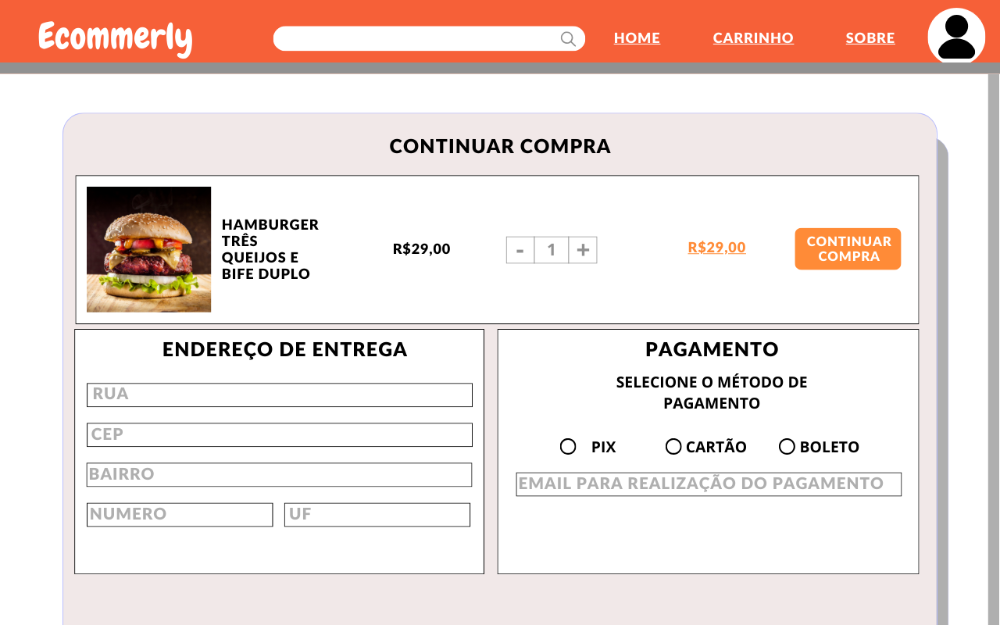 Ecommerly
HOME
CARRINHO
SOBRE
CONTINUAR COMPRA
HAMBURGER
TRÊS
QUEIJOS E
BIFE DUPLO
R$29,00
- 1 +
R$29,00
CONTINUAR
COMPRA
ENDEREÇO DE ENTREGA
RUA
CEP
BAIRRO
NUMERO
UF
PAGAMENTO
SELECIONE O MÉTODO DE
PAGAMENTO
PIX
CARTÃO
BOLETO
EMAIL PARA REALIZAÇÃO DO PAGAMENTO